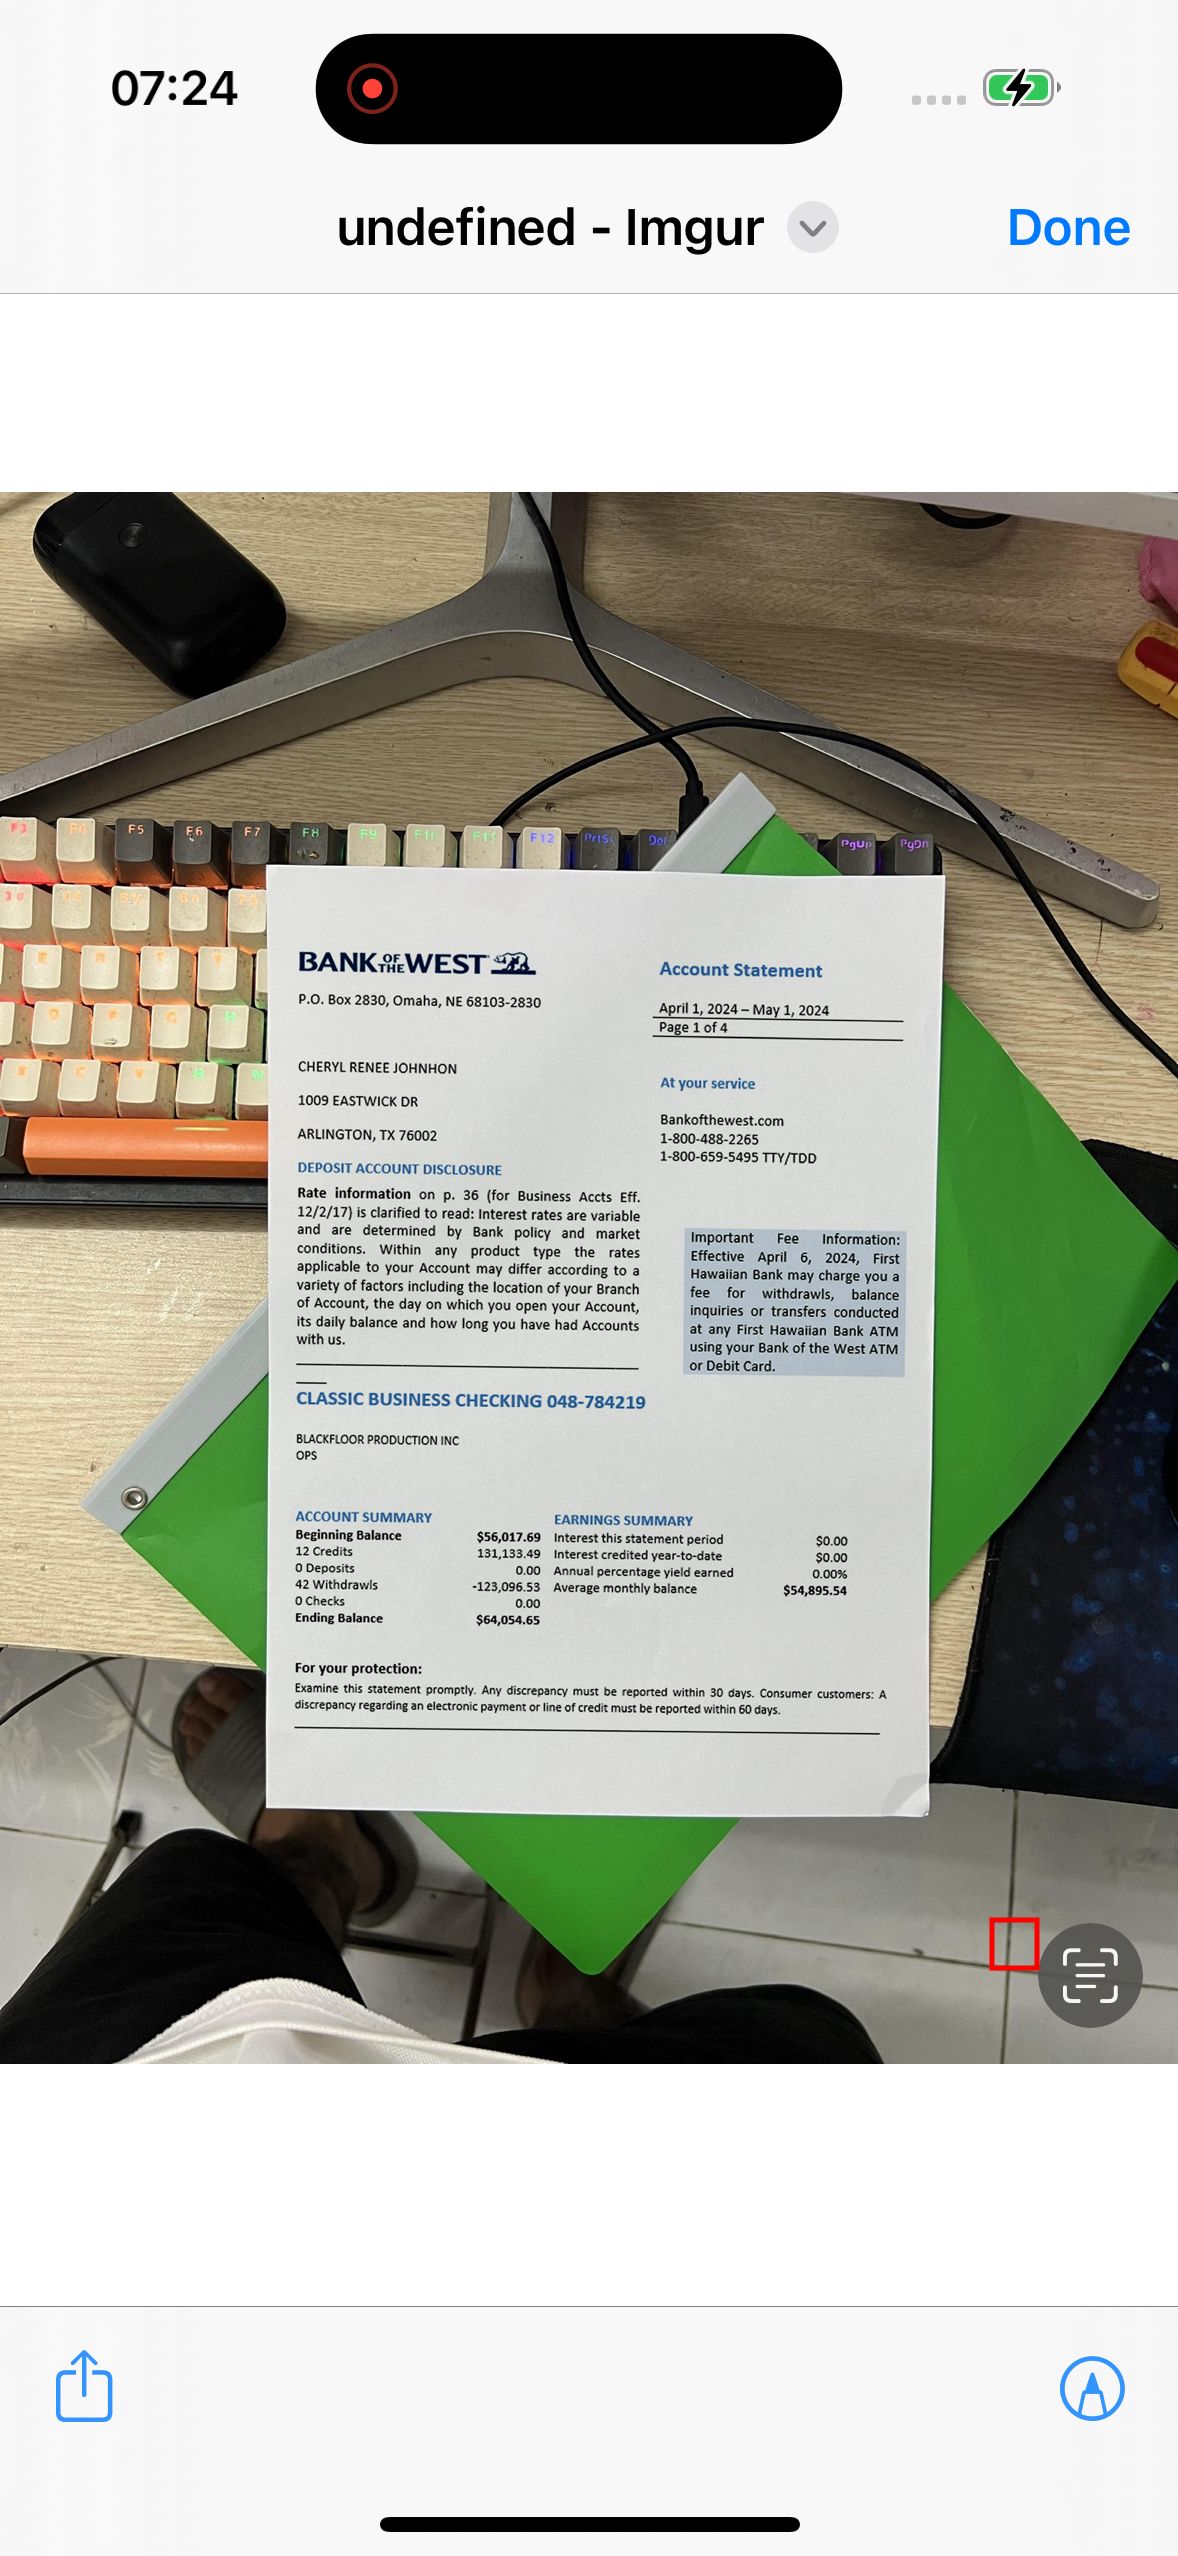 07:24
undefined - Imgur
Done
F3 F4 F5 F6 F7 F8 F9 F10 F11 F12 PrtSc Del PgUp PgDn
BANK OF THE WEST
P.O. Box 2830, Omaha, NE 68103-2830
Account Statement
April 1, 2024 – May 1, 2024
Page 1 of 4
CHERYL RENEE JOHNHON
1009 EASTWICK DR
ARLINGTON, TX 76002
At your service
Bankofthewest.com
1-800-488-2265
1-800-659-5495 TTY/TDD
DEPOSIT ACCOUNT DISCLOSURE
Rate information on p. 36 (for Business Accts Eff.
12/2/17) is clarified to read: Interest rates are variable
and are determined by Bank policy and market
conditions. Within any product type the rates
applicable to your Account may differ according to a
variety of factors including the location of your Branch
of Account, the day on which you open your Account,
its daily balance and how long you have had Accounts
with us.
Important Fee Information:
Effective April 6, 2024, First
Hawaiian Bank may charge you a
fee for withdrawls, balance
inquiries or transfers conducted
at any First Hawaiian Bank ATM
using your Bank of the West ATM
or Debit Card.
CLASSIC BUSINESS CHECKING 048-784219
BLACKFLOOR PRODUCTION INC
OPS
ACCOUNT SUMMARY
Beginning Balance $56,017.69
12 Credits 131,133.49
0 Deposits 0.00
42 Withdrawls -123,096.53
0 Checks 0.00
Ending Balance $64,054.65
EARNINGS SUMMARY
Interest this statement period $0.00
Interest credited year-to-date $0.00
Annual percentage yield earned 0.00%
Average monthly balance $54,895.54
For your protection:
Examine this statement promptly. Any discrepancy must be reported within 30 days. Consumer customers: A
discrepancy regarding an electronic payment or line of credit must be reported within 60 days.